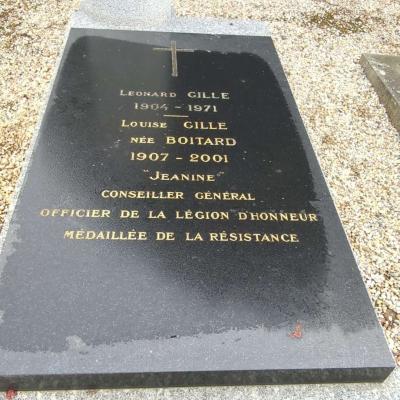 LEONARD GILLE
1904 - 1971
LOUISE GILLE
NÉE BOITARD
1907 - 2001
"JEANINE"
CONSEILLER GÉNÉRAL
OFFICIER DE LA LÉGION D'HONNEUR
MÉDAILLÉE DE LA RÉSISTANCE